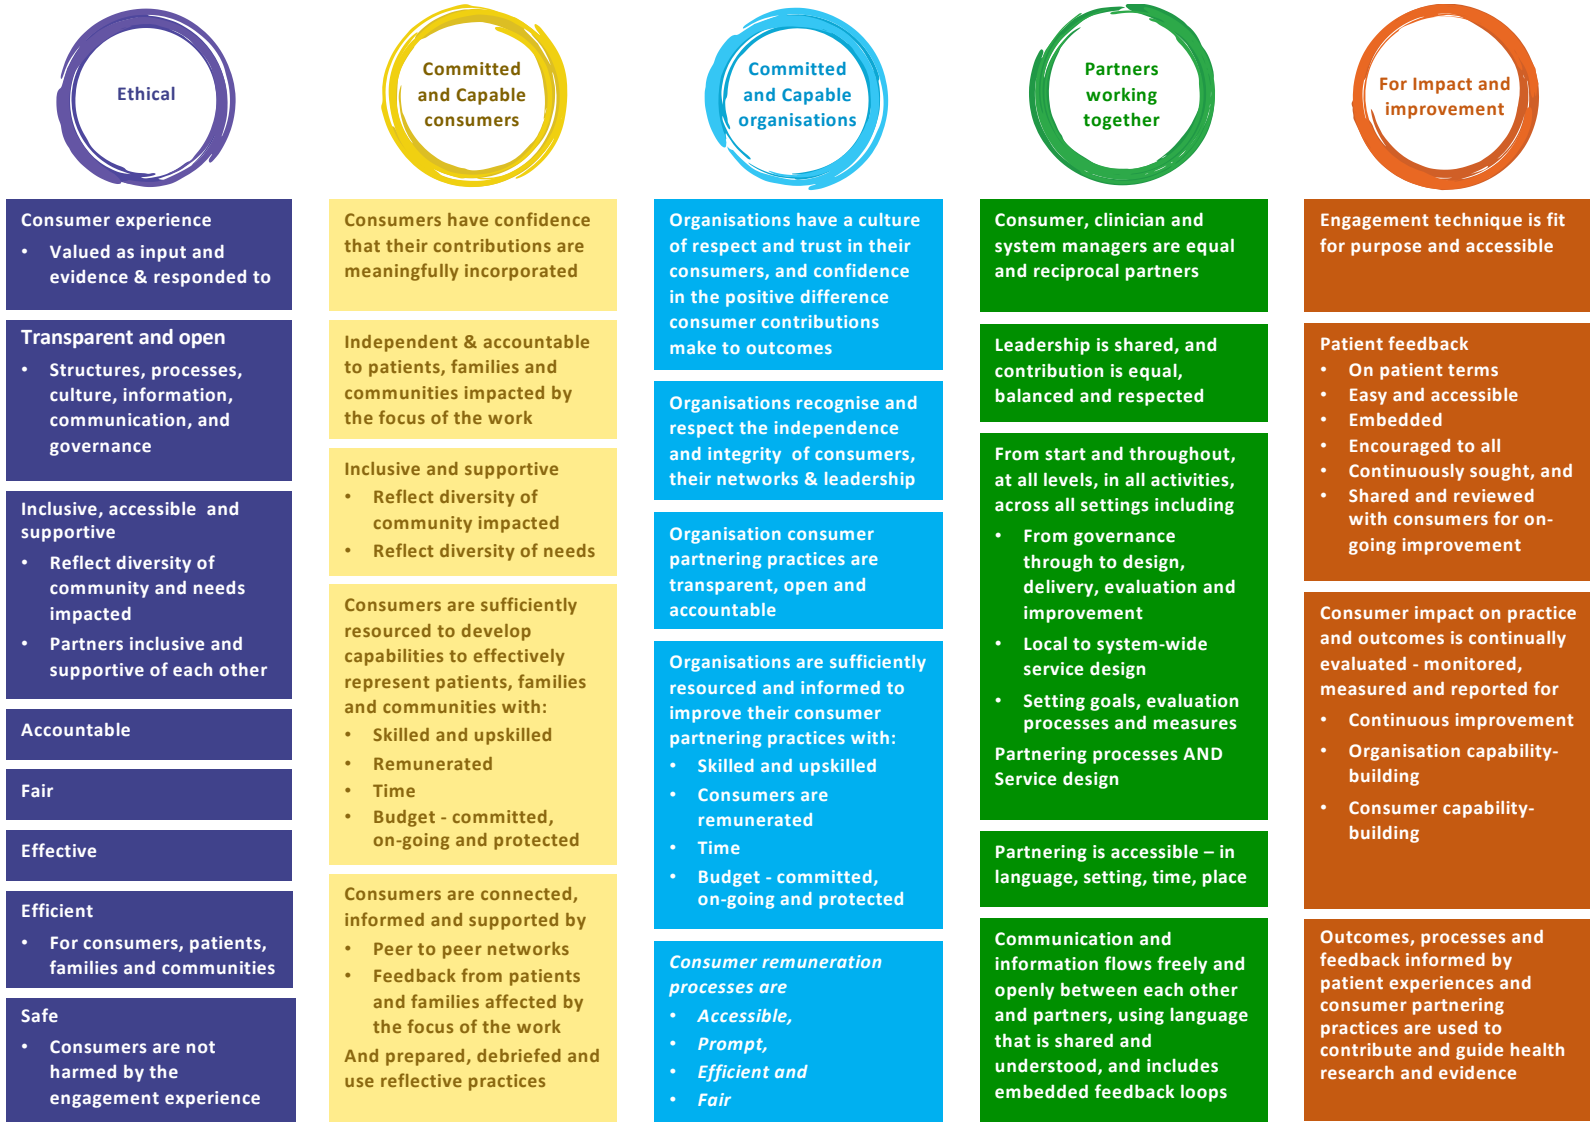 Ethical
Committed
and Capable
consumers
Committed
and Capable
organisations
Partners
working
together
For Impact and
improvement
Consumer experience
• Valued as input and
evidence & responded to
Transparent and open
• Structures, processes,
culture, information,
communication, and
governance
Inclusive, accessible and
supportive
• Reflect diversity of
community and needs
impacted
• Partners inclusive and
supportive of each other
Accountable
Fair
Effective
Efficient
• For consumers, patients,
families and communities
Safe
• Consumers are not
harmed by the
engagement experience
Consumers have confidence
that their contributions are
meaningfully incorporated
Independent & accountable
to patients, families and
communities impacted by
the focus of the work
Inclusive and supportive
• Reflect diversity of
community impacted
• Reflect diversity of needs
Consumers are sufficiently
resourced to develop
capabilities to effectively
represent patients, families
and communities with:
• Skilled and upskilled
• Remunerated
• Time
• Budget - committed,
on-going and protected
Consumers are connected,
informed and supported by
• Peer to peer networks
• Feedback from patients
and families affected by
the focus of the work
And prepared, debriefed and
use reflective practices
Organisations have a culture
of respect and trust in their
consumers, and confidence
in the positive difference
consumer contributions
make to outcomes
Organisations recognise and
respect the independence
and integrity of consumers,
their networks & leadership
Organisation consumer
partnering practices are
transparent, open and
accountable
Organisations are sufficiently
resourced and informed to
improve their consumer
partnering practices with:
• Skilled and upskilled
• Consumers are
remunerated
• Time
• Budget - committed,
on-going and protected
Consumer remuneration
processes are
• Accessible,
• Prompt,
• Efficient and
• Fair
Consumer, clinician and
system managers are equal
and reciprocal partners
Leadership is shared, and
contribution is equal,
balanced and respected
From start and throughout,
at all levels, in all activities,
across all settings including
• From governance
through to design,
delivery, evaluation and
improvement
• Local to system-wide
service design
• Setting goals, evaluation
processes and measures
Partnering processes AND
Service design
Partnering is accessible – in
language, setting, time, place
Communication and
information flows freely and
openly between each other
and partners, using language
that is shared and
understood, and includes
embedded feedback loops
Engagement technique is fit
for purpose and accessible
Patient feedback
• On patient terms
• Easy and accessible
• Embedded
• Encouraged to all
• Continuously sought, and
• Shared and reviewed
with consumers for on-
going improvement
Consumer impact on practice
and outcomes is continually
evaluated - monitored,
measured and reported for
• Continuous improvement
• Organisation capability-
building
• Consumer capability-
building
Outcomes, processes and
feedback informed by
patient experiences and
consumer partnering
practices are used to
contribute and guide health
research and evidence